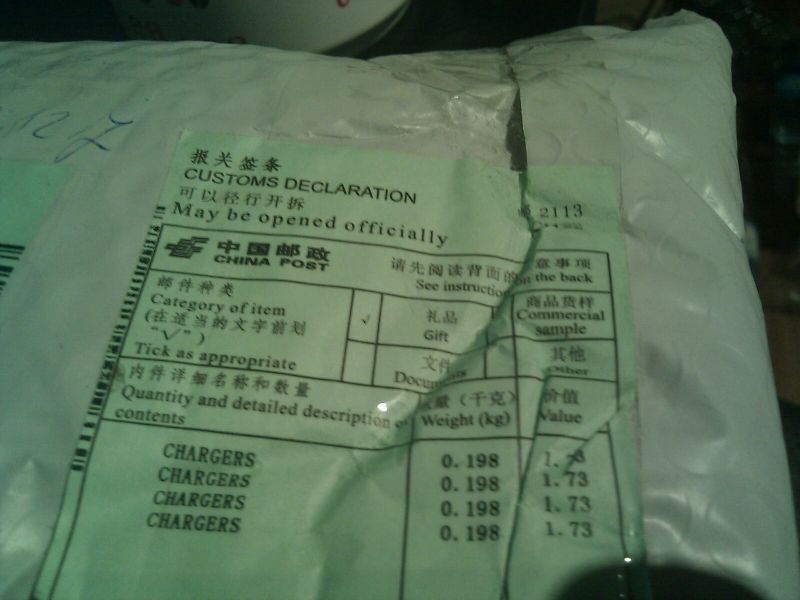 报关签条
CUSTOMS DECLARATION
可以径行开拆
May be opened officially
2113
中国邮政
CHINA POST
请先阅读背面的 意事项
See instruction on the back
邮件种类
Category of item
(在适当的文字前划
"√")
Tick as appropriate
√
礼品
Gift
商品货样
Commercial
sample
文件
Documents
其他
Other
内件详细名称和数量
Quantity and detailed description of
contents
量（千克）
Weight (kg)
价值
Value
CHARGERS 0.198
CHARGERS 0.198 1.73
CHARGERS 0.198 1.73
CHARGERS 0.198 1.73